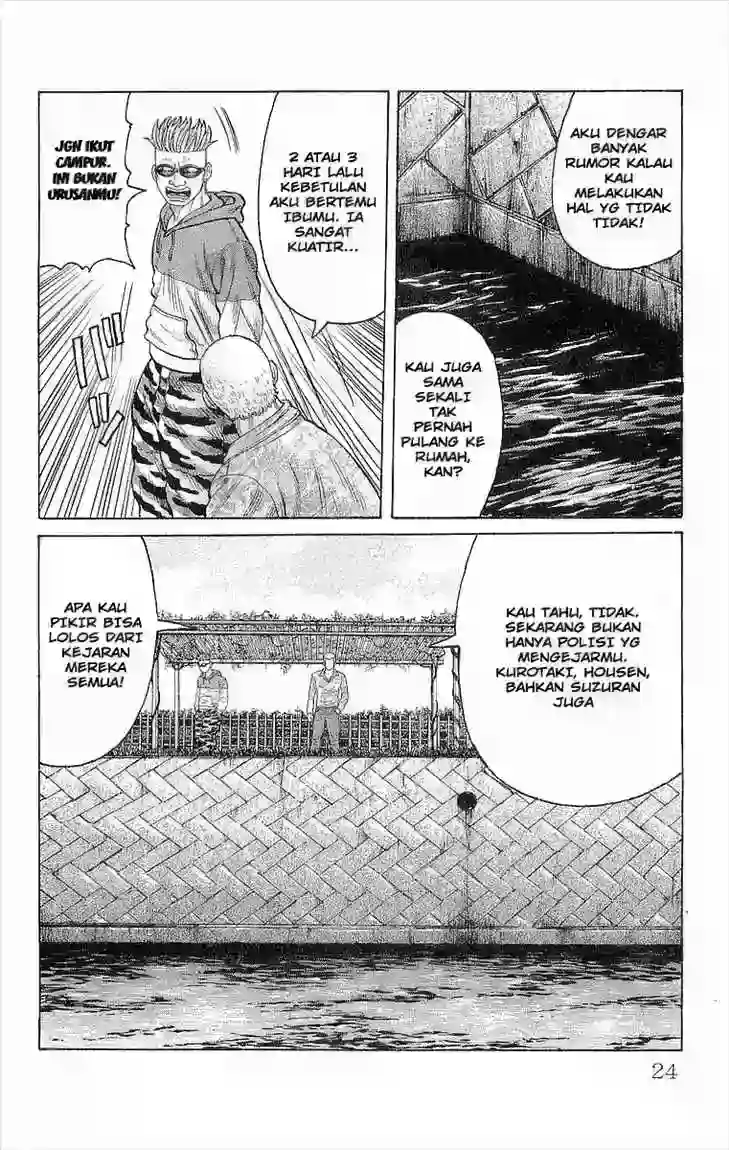 AKU DENGAR
BANYAK
RUMOR KALAU
KAU
MELAKUKAN
HAL YG TIDAK
TIDAK!
KAU JUGA
SAMA
SEKALI
TAK
PERNAH
PULANG KE
RUMAH,
KAN?
2 ATAU 3
HARI LALU
KEBETULAN
AKU BERTEMU
IBUMU. IA
SANGAT
KUATIR...
JGN IKUT
CAMPUR.
INI BUKAN
URUSANMU!
KAU TAHU, TIDAK.
SEKARANG BUKAN
HANYA POLISI YG
MENGEJARMU.
KUROTAKI, HOUSEN,
BAHKAN SUZURAN
JUGA
APA KAU
PIKIR BISA
LOLOS DARI
KEJARAN
MEREKA
SEMUA!
24